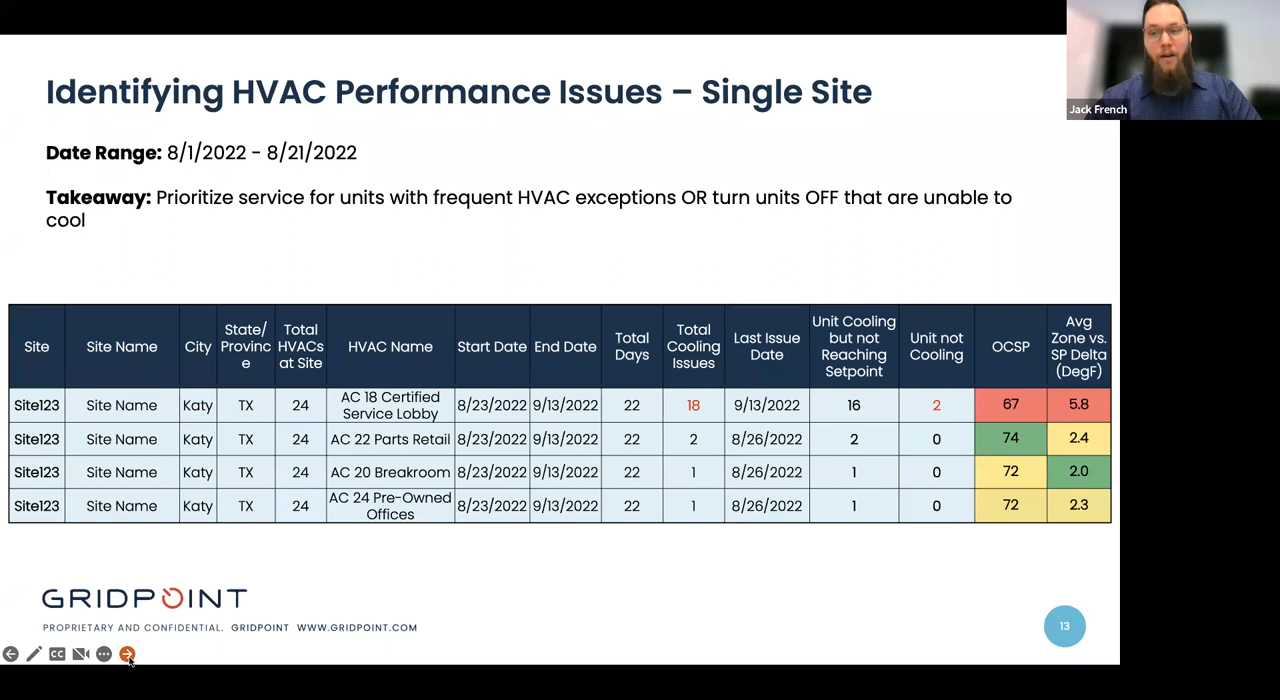 Jack French
Identifying HVAC Performance Issues – Single Site
Date Range: 8/1/2022 - 8/21/2022
Takeaway: Prioritize service for units with frequent HVAC exceptions OR turn units OFF that are unable to
cool
Site Site Name City State/ Provinc e Total HVACs at Site HVAC Name Start Date End Date Total Days Total Cooling Issues Last Issue Date Unit Cooling but not Reaching Setpoint Unit not Cooling OCSP Avg Zone vs. SP Delta (DegF)
Site123 Site Name Katy TX 24 AC 18 Certified Service Lobby 8/23/2022 9/13/2022 22 18 9/13/2022 16 2 67 5.8
Site123 Site Name Katy TX 24 AC 22 Parts Retail 8/23/2022 9/13/2022 22 2 8/26/2022 2 0 74 2.4
Site123 Site Name Katy TX 24 AC 20 Breakroom 8/23/2022 9/13/2022 22 1 8/26/2022 1 0 72 2.0
Site123 Site Name Katy TX 24 AC 24 Pre-Owned Offices 8/23/2022 9/13/2022 22 1 8/26/2022 1 0 72 2.3
GRIDPOINT
PROPRIETARY AND CONFIDENTIAL. GRIDPOINT WWW.GRIDPOINT.COM
13
CC